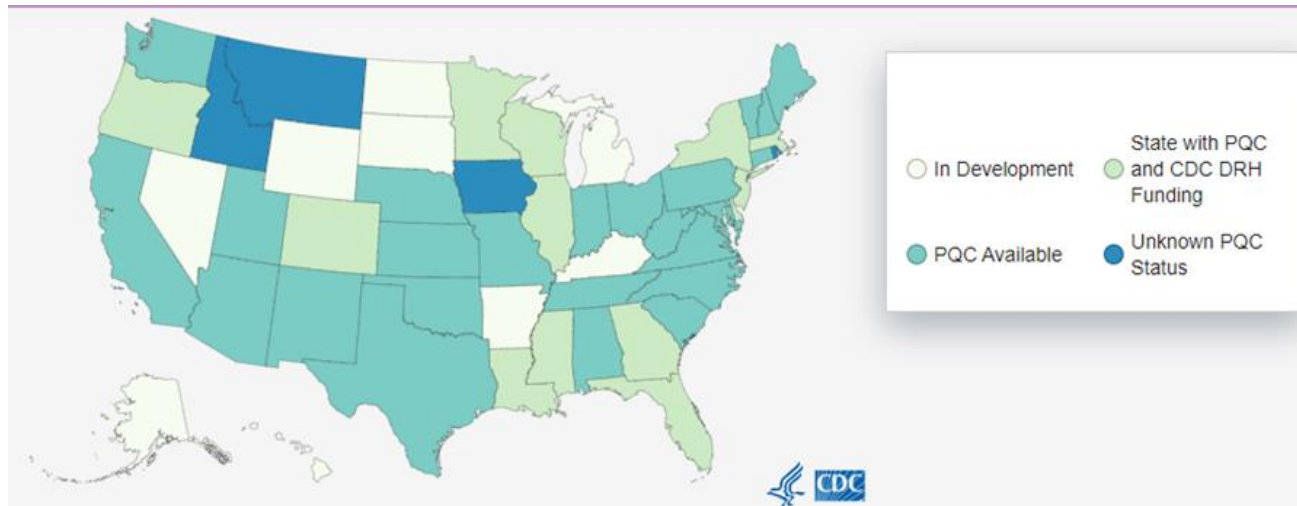 In Development
State with PQC
and CDC DRH
Funding
PQC Available
Unknown PQC
Status
CDC